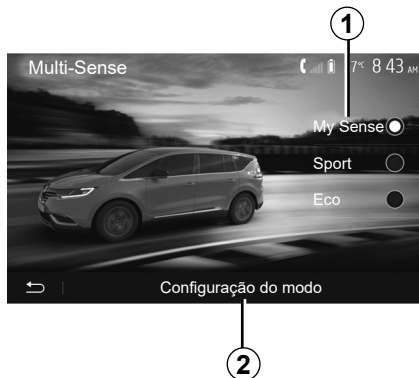 1
Multi-Sense 7°C 8 43 AM
My Sense
Sport
Eco
Configuração do modo
2